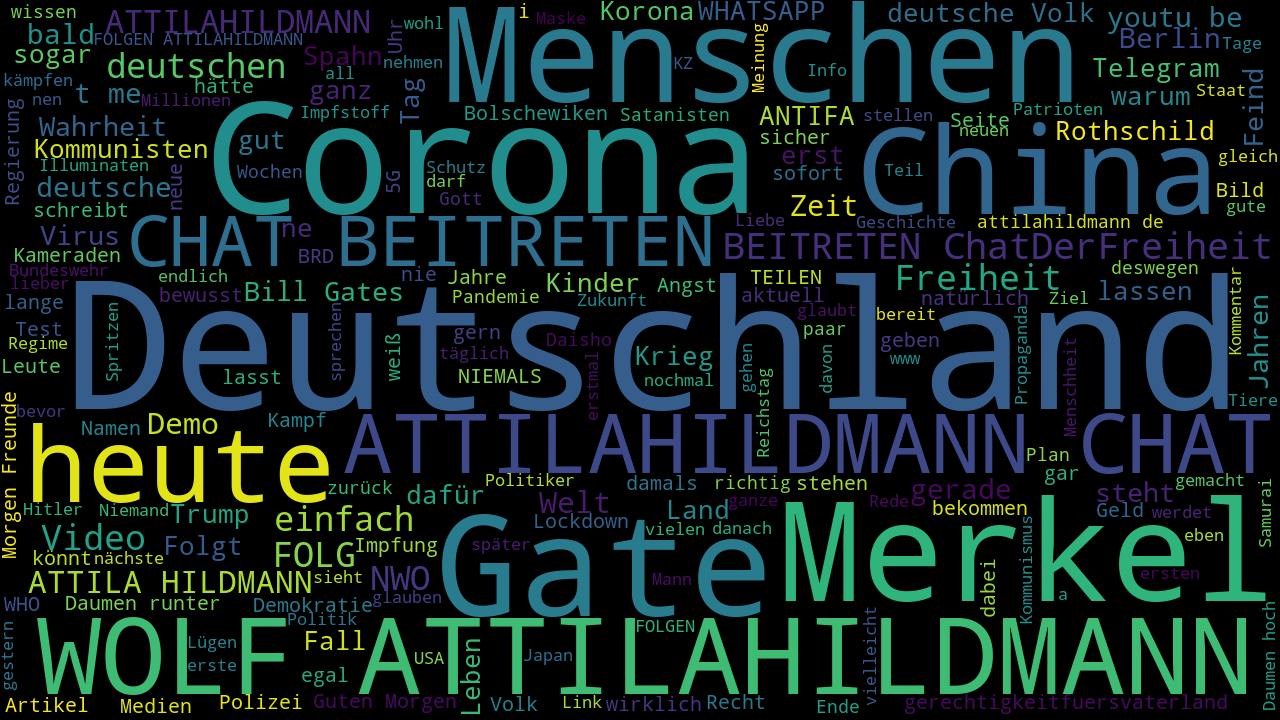 wissen
ATTILAHILDMANN
Uhr
wohl
i
Maske
Korona
WHATSAPP
deutsche Volk
youtu be
bald
FOLGEN ATTILAHILDMANN
Menschen
Meinung
Berlin
Tage
sogar
deutschen
Spahn
nehmen
KZ
Info
Telegram
Feind
kämpfen
hätte
all
ganz
Tag
t me
Millionen
nen
warum
Staat
Regierung
Impfstoff
Bolschewiken
Satanisten
ANTIFA
stellen
Seite
Patrioten
neuen
Rothschild
Wahrheit
Corona
China
gut
sicher
Kommunisten
erst
gleich
Illuminaten
Wochen
Schutz
sofort
Teil
deutsche
neue
5G
darf
Gott
Zeit
Bild
schreibt
gute
CHAT BEITRETEN
ne
Liebe
Geschichte
attilahildmann de
Virus
BRD
BEITRETEN ChatDerFreiheit
Kameraden
Bundeswehr
endlich
nie
Jahre
Kinder
Angst
TEILEN
Freiheit
deswegen
lieber
bewusst
Bill Gates
Pandemie
Zukunft
aktuell
natürlich
Ziel
lassen
lange
Deutschland
Kommentar
Jahren
Test
Spritzen
sprechen
weiß
gern
Daisho
glaubt
bereit
Propaganda
Regime
täglich
Krieg
paar
geben
Menschheit
Leute
lasst
NIEMALS
erstmal
nochmal
gehen
Reichstag
davon
www
Tiere
bevor
Namen
Demo
Kampf
ATTILAHILDMANN CHAT
Morgen Freunde
heute
Plan
zurück
Politiker
damals
richtig
stehen
gar
gemacht
Hitler
Niemand
Trump
dafür
Welt
Land
ganze
Rede
gerade
steht
Samurai
einfach
Lockdown
vielen
danach
bekommen
Geld
werdet
Video
Folgt
FOLG
Impfung
Gate
Merkel
eben
könnt
nächste
später
Kommunismus
ATTILA HILDMANN
sieht
NWO
Mann
dabei
ersten
WHO
Daumen runter
Demokratie
glauben
a
Politik
WOLF ATTILAHILDMANN
FOLGEN
vielleicht
Daumen hoch
gestern
Lügen
Fall
erste
USA
Japan
egal
Leben
Artikel
Medien
Polizei
Guten Morgen
Volk
Link
wirklich
Recht
Ende
gerechtigkeitfuersvaterland